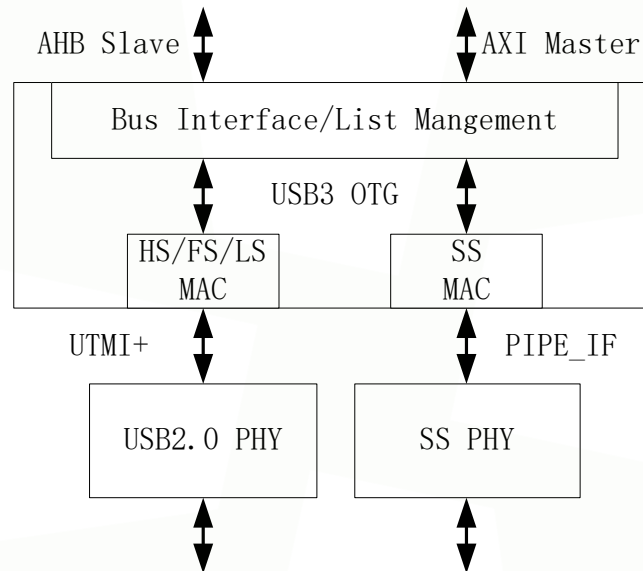 AHB Slave
AXI Master
Bus Interface/List Mangement
USB3 OTG
HS/FS/LS
MAC
SS
MAC
UTMI+
PIPE_IF
USB2.0 PHY
SS PHY